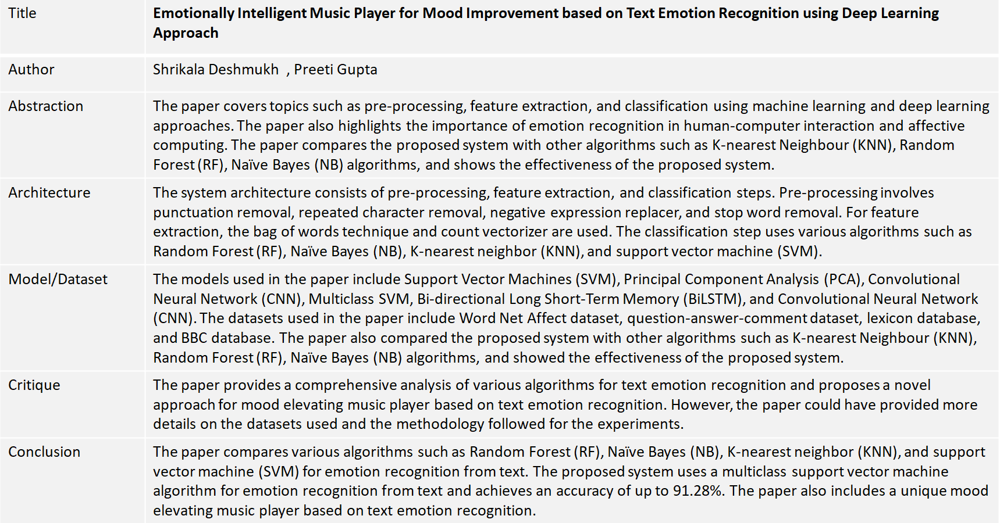 Title
Emotionally Intelligent Music Player for Mood Improvement based on Text Emotion Recognition using Deep Learning
Approach
Author
Shrikala Deshmukh , Preeti Gupta
Abstraction
The paper covers topics such as pre-processing, feature extraction, and classification using machine learning and deep learning
approaches. The paper also highlights the importance of emotion recognition in human-computer interaction and affective
computing. The paper compares the proposed system with other algorithms such as K-nearest Neighbour (KNN), Random
Forest (RF), Naïve Bayes (NB) algorithms, and shows the effectiveness of the proposed system.
Architecture
The system architecture consists of pre-processing, feature extraction, and classification steps. Pre-processing involves
punctuation removal, repeated character removal, negative expression replacer, and stop word removal. For feature
extraction, the bag of words technique and count vectorizer are used. The classification step uses various algorithms such as
Random Forest (RF), Naïve Bayes (NB), K-nearest neighbor (KNN), and support vector machine (SVM).
Model/Dataset
The models used in the paper include Support Vector Machines (SVM), Principal Component Analysis (PCA), Convolutional
Neural Network (CNN), Multiclass SVM, Bi-directional Long Short-Term Memory (BiLSTM), and Convolutional Neural Network
(CNN). The datasets used in the paper include Word Net Affect dataset, question-answer-comment dataset, lexicon database,
and BBC database. The paper also compared the proposed system with other algorithms such as K-nearest Neighbour (KNN),
Random Forest (RF), Naïve Bayes (NB) algorithms, and showed the effectiveness of the proposed system.
Critique
The paper provides a comprehensive analysis of various algorithms for text emotion recognition and proposes a novel
approach for mood elevating music player based on text emotion recognition. However, the paper could have provided more
details on the datasets used and the methodology followed for the experiments.
Conclusion
The paper compares various algorithms such as Random Forest (RF), Naïve Bayes (NB), K-nearest neighbor (KNN), and support
vector machine (SVM) for emotion recognition from text. The proposed system uses a multiclass support vector machine
algorithm for emotion recognition from text and achieves an accuracy of up to 91.28%. The paper also includes a unique mood
elevating music player based on text emotion recognition.